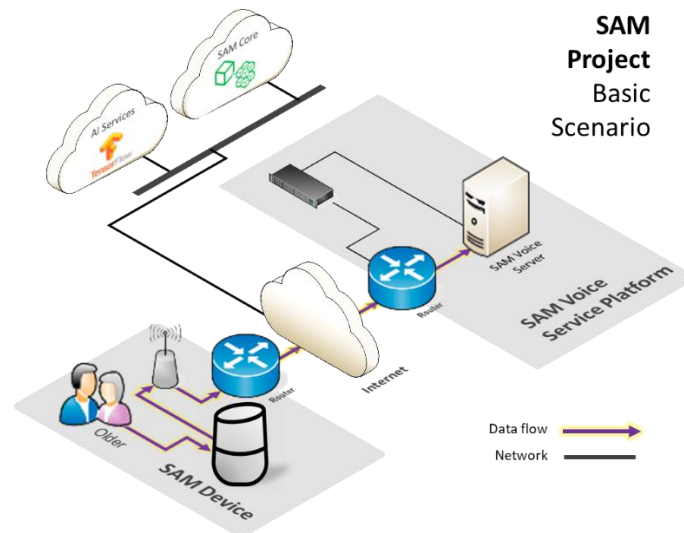 SAM
Project
Basic
Scenario
SAM Core
AI Services
TensorFlow
SAM Voice
Server
Router
SAM Voice
Service Platform
Internet
Router
Older
SAM Device
Data flow
Network